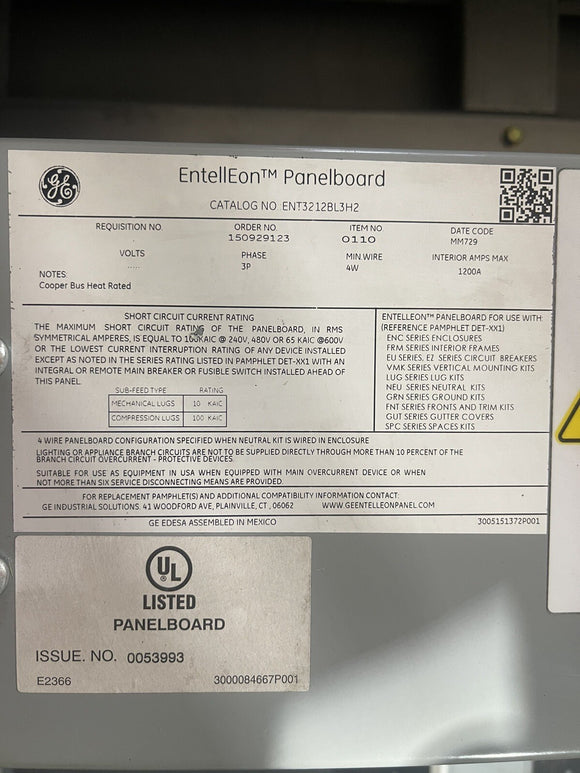 GE
EntellEon™ Panelboard
CATALOG NO. ENT3212BL3H2
REQUISITION NO. ORDER NO. ITEM NO DATE CODE
150929123 0110 MM729
VOLTS PHASE MIN.WIRE INTERIOR AMPS MAX
..... 3P 4W 1200A
NOTES:
Cooper Bus Heat Rated
SHORT CIRCUIT CURRENT RATING
THE MAXIMUM SHORT CIRCUIT RATING OF THE PANELBOARD, IN RMS
SYMMETRICAL AMPERES, IS EQUAL TO 100KAIC @ 240V, 480V OR 65 KAIC @600V
OR THE LOWEST CURRENT INTERRUPTION RATING OF ANY DEVICE INSTALLED
EXCEPT AS NOTED IN THE SERIES RATING LISTED IN PAMPHLET DET-XX1 WITH AN
INTEGRAL OR REMOTE MAIN BREAKER OR FUSIBLE SWITCH INSTALLED AHEAD OF
THIS PANEL.
SUB-FEED TYPE RATING
MECHANICAL LUGS 10 KAIC
COMPRESSION LUGS 100 KAIC
ENTELLEON™ PANELBOARD FOR USE WITH:
(REFERENCE PAMPHLET DET-XX1)
ENC SERIES ENCLOSURES
FRM SERIES INTERIOR FRAMES
EU SERIES, EZ SERIES CIRCUIT BREAKERS
VMK SERIES VERTICAL MOUNTING KITS
LUG SERIES LUG KITS
NEU SERIES NEUTRAL KITS
GRN SERIES GROUND KITS
FNT SERIES FRONTS AND TRIM KITS
GUT SERIES GUTTER COVERS
SPC SERIES SPACES KITS
4 WIRE PANELBOARD CONFIGURATION SPECIFIED WHEN NEUTRAL KIT IS WIRED IN ENCLOSURE
LIGHTING OR APPLIANCE BRANCH CIRCUITS ARE NOT TO BE SUPPLIED DIRECTLY THROUGH MORE THAN 10 PERCENT OF THE
BRANCH CIRCUIT OVERCURRENT - PROTECTIVE DEVICES.
SUITABLE FOR USE AS EQUIPMENT IN USA WHEN EQUIPPED WITH MAIN OVERCURRENT DEVICE OR WHEN
NOT MORE THAN SIX SERVICE DISCONNECTING MEANS ARE PROVIDED.
FOR REPLACEMENT PAMPHLET(S) AND ADDITIONAL COMPATIBILITY INFORMATION CONTACT:
GE INDUSTRIAL SOLUTIONS: 41 WOODFORD AVE, PLAINVILLE, CT , 06062 WWW.GEENTELLEONPANEL.COM
GE EDESA ASSEMBLED IN MEXICO 3005151372P001
UL ®
LISTED
PANELBOARD
ISSUE. NO. 0053993
E2366 3000084667P001